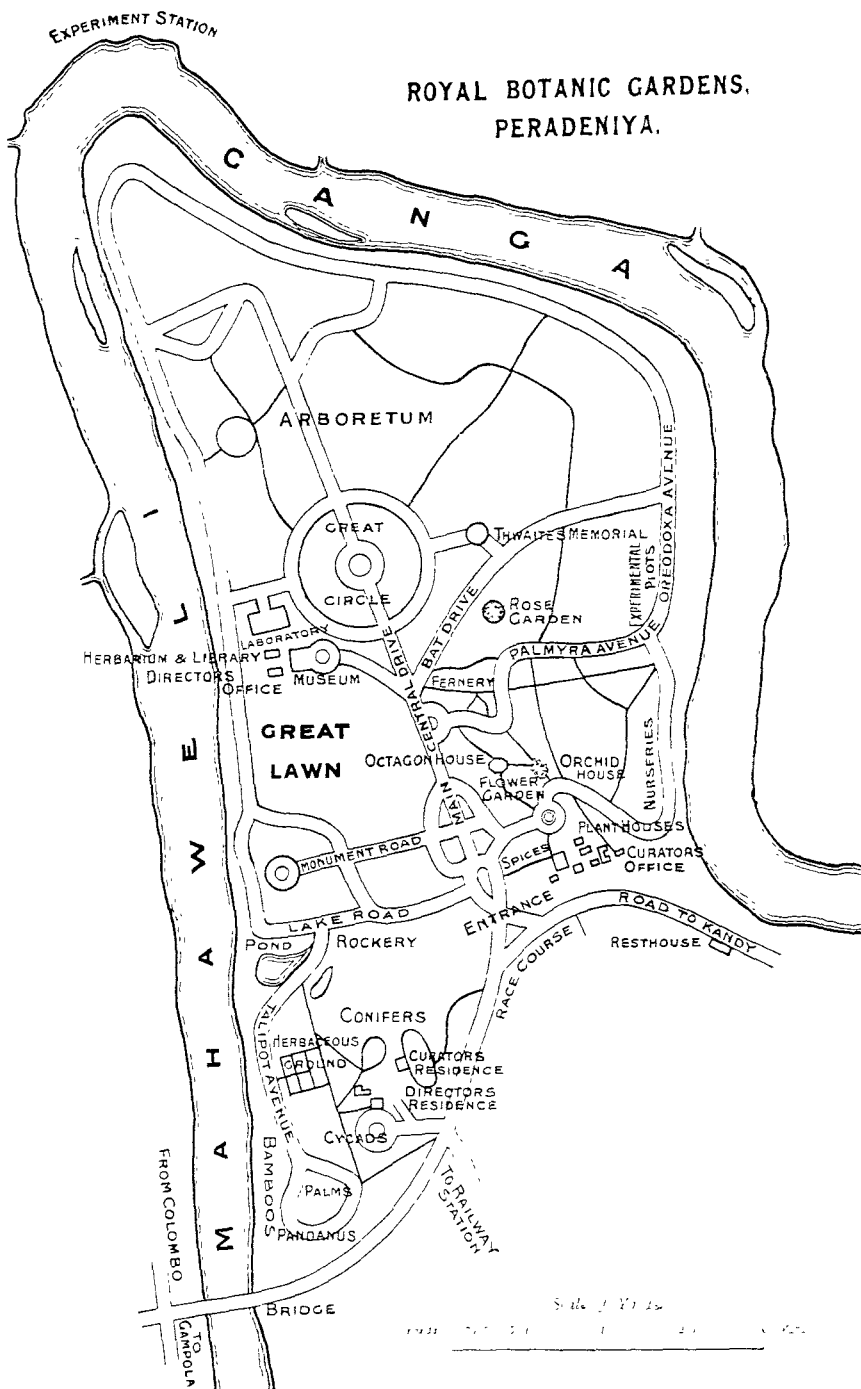 EXPERIMENT STATION
ROYAL BOTANIC GARDENS,
PERADENIYA.
MAHAWELI GANGA
ARBORETUM
GREAT
CIRCLE
THWAITES MEMORIAL
OREODOXA AVENUE
EXPERIMENTAL
PLOTS
ROSE
GARDEN
BAT DRIVE
PALMYRA AVENUE
LABORATORY
HERBARIUM & LIBRARY
DIRECTORS
OFFICE
MUSEUM
MAIN CENTRAL DRIVE
FERNERY
GREAT
LAWN
OCTAGON HOUSE
FLOWER
GARDEN
ORCHID
HOUSE
NURSERIES
PLANT HOUSES
CURATORS
OFFICE
MONUMENT ROAD
SPICES
ENTRANCE
LAKE ROAD
ROAD TO KANDY
RESTHOUSE
RACE COURSE
POND
ROCKERY
TALIPOT AVENUE
CONIFERS
HERBACEOUS
GROUND
CURATORS
RESIDENCE
DIRECTORS
RESIDENCE
CYCADS
BAMBOOS
PALMS
PANDANUS
TO RAILWAY
STATION
FROM COLOMBO
BRIDGE
TO
GAMPOLA
Scale of